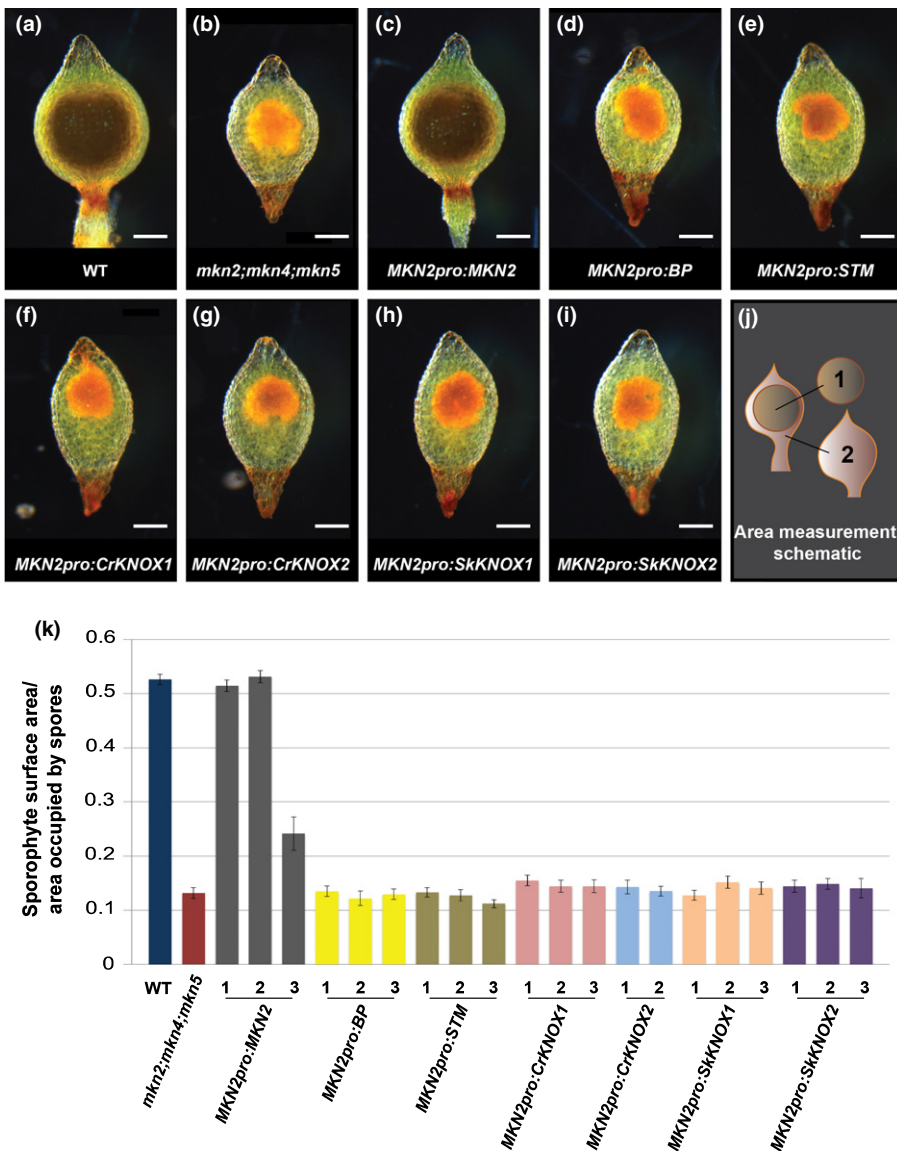 (a)
(b)
(c)
(d)
(e)
WT
mkn2;mkn4;mkn5
MKN2pro:MKN2
MKN2pro:BP
MKN2pro:STM
(f)
(g)
(h)
(i)
(j)
1
2
Area measurement
schematic
MKN2pro:CrKNOX1
MKN2pro:CrKNOX2
MKN2pro:SkKNOX1
MKN2pro:SkKNOX2
(k)
Sporophyte surface area/
area occupied by spores
0.6
0.5
0.4
0.3
0.2
0.1
0
WT
mkn2;mkn4;mkn5
1 2 3
MKN2pro:MKN2
1 2 3
MKN2pro:BP
1 2 3
MKN2pro:STM
1 2 3
MKN2pro:CrKNOX1
1 2
MKN2pro:CrKNOX2
1 2 3
MKN2pro:SkKNOX1
1 2 3
MKN2pro:SkKNOX2